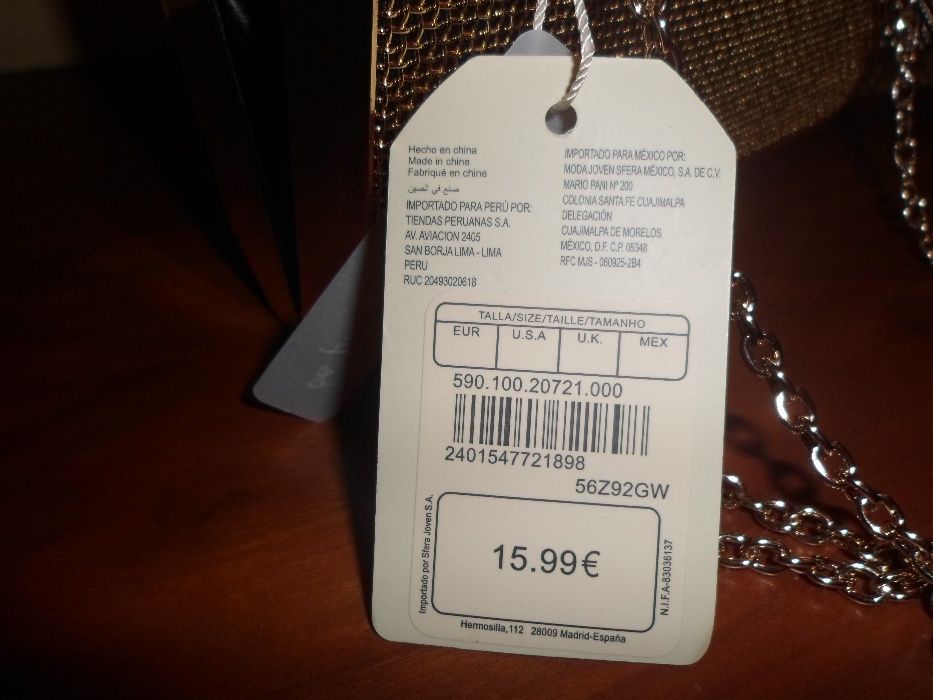 Hecho en china
Made in china
Fabriqué en chine
صنع في الصين
IMPORTADO PARA PERÚ POR:
TIENDAS PERUANAS S.A.
AV. AVIACION 2405
SAN BORJA LIMA - LIMA
PERU
RUC 20493020618
IMPORTADO PARA MÉXICO POR:
MODA JOVEN SFERA MÉXICO, S.A. DE C.V.
MARIO PANI Nº 200
COLONIA SANTA FE CUAJIMALPA
DELEGACIÓN
CUAJIMALPA DE MORELOS
MÉXICO, D.F. C.P. 05348
RFC MJS - 060925-2B4
TALLA/SIZE/TAILLE/TAMANHO
EUR U.S.A U.K. MEX
590.100.20721.000
2401547721898
56Z92GW
Importado por Sfera Joven S.A.
15.99€
N.I.F.A-83036137
Hermosilla,112 28009 Madrid-España